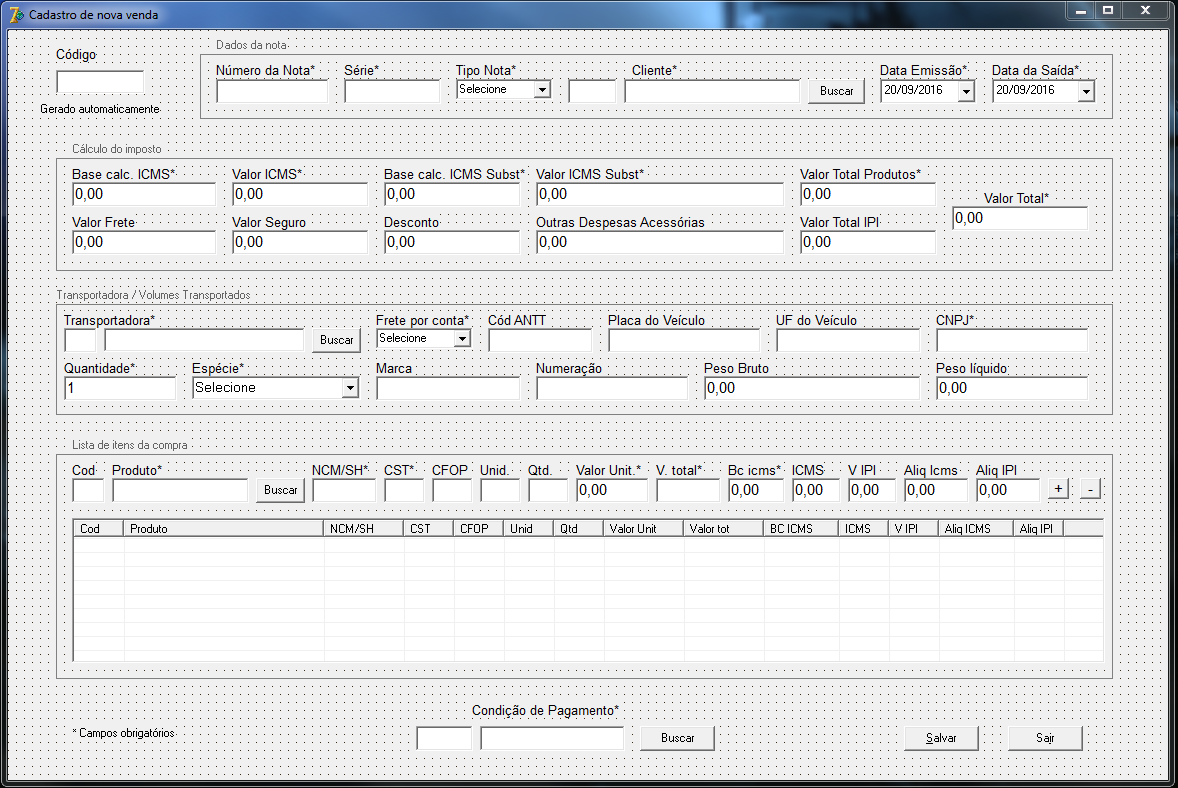 Cadastro de nova venda
Código
Gerado automaticamente
Dados da nota
Número da Nota* Série* Tipo Nota* Cliente* Data Emissão* Data da Saída*
Selecione Buscar 20/09/2016 20/09/2016
Cálculo do imposto
Base calc. ICMS* Valor ICMS* Base calc. ICMS Subst* Valor ICMS Subst* Valor Total Produtos*
0,00 0,00 0,00 0,00 0,00
Valor Total*
0,00
Valor Frete Valor Seguro Desconto Outras Despesas Acessórias Valor Total IPI
0,00 0,00 0,00 0,00 0,00
Transportadora / Volumes Transportados
Transportadora* Frete por conta* Cód ANTT Placa do Veículo UF do Veículo CNPJ*
Buscar Selecione
Quantidade* Espécie* Marca Numeração Peso Bruto Peso líquido
1 Selecione 0,00 0,00
Lista de itens da compra
Cod Produto* NCM/SH* CST* CFOP Unid. Qtd. Valor Unit.* V. total* Bc icms* ICMS V IPI Aliq Icms Aliq IPI
Buscar 0,00 0,00 0,00 0,00 0,00 0,00 + -
Cod Produto NCM/SH CST CFOP Unid Qtd Valor Unit Valor tot BC ICMS ICMS V IPI Aliq ICMS Aliq IPI
Condição de Pagamento*
* Campos obrigatórios Buscar Salvar Sair